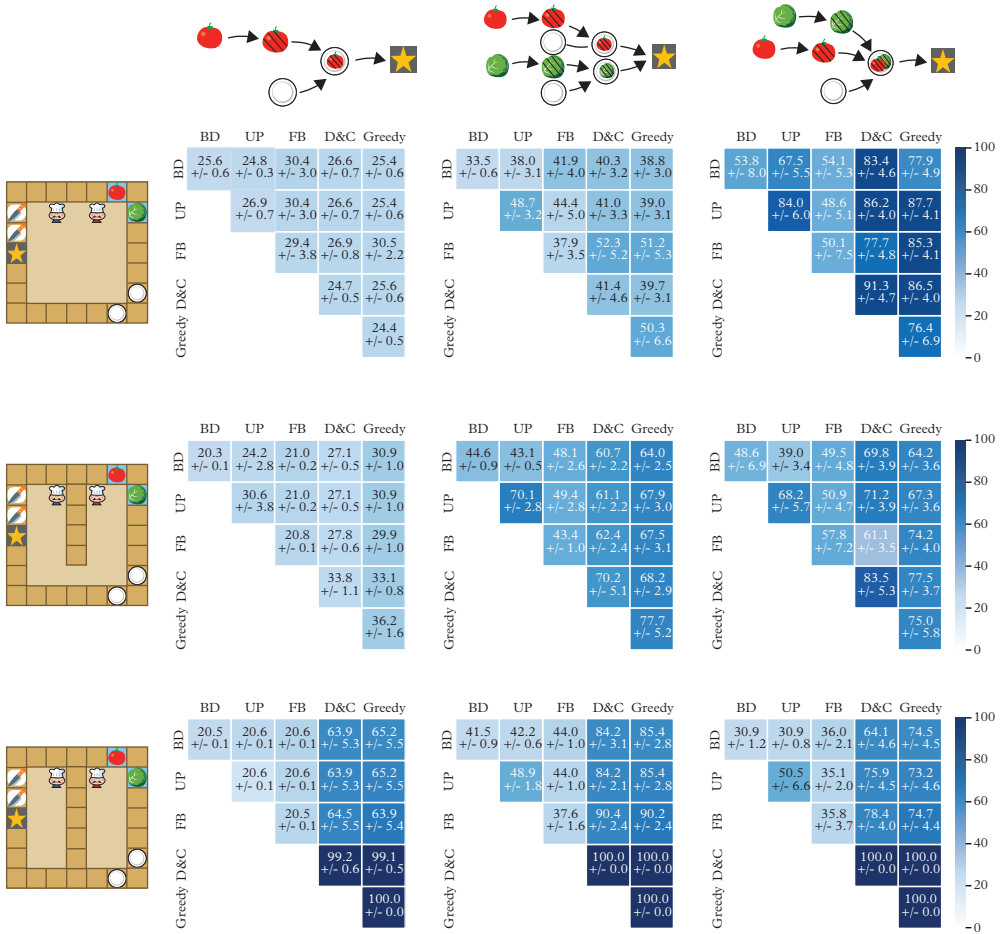 BD UP FB D&C Greedy BD UP FB D&C Greedy BD UP FB D&C Greedy
BD 25.6 24.8 30.4 26.6 25.4 BD 33.5 38.0 41.9 40.3 38.8 BD 53.8 67.5 54.1 83.4 77.9 100
+/- 0.6 +/- 0.3 +/- 3.0 +/- 0.7 +/- 0.6 +/- 0.6 +/- 3.1 +/- 4.0 +/- 3.2 +/- 3.0 +/- 8.0 +/- 5.5 +/- 5.3 +/- 4.6 +/- 4.9
UP 26.9 30.4 26.6 25.4 UP 48.7 44.4 41.0 39.0 UP 84.0 48.6 86.2 87.7 80
+/- 0.7 +/- 3.0 +/- 0.7 +/- 0.6 +/- 3.2 +/- 5.0 +/- 3.3 +/- 3.1 +/- 6.0 +/- 5.1 +/- 4.0 +/- 4.1
FB 29.4 26.9 30.5 FB 37.9 52.3 51.2 FB 50.1 77.7 85.3 60
+/- 3.8 +/- 0.8 +/- 2.2 +/- 3.5 +/- 5.2 +/- 5.3 +/- 7.5 +/- 4.8 +/- 4.1
D&C 24.7 25.6 D&C 41.4 39.7 D&C 91.3 86.5 40
+/- 0.5 +/- 0.6 +/- 4.6 +/- 3.1 +/- 4.7 +/- 4.0
Greedy 24.4 Greedy 50.3 Greedy 76.4 20
+/- 0.5 +/- 6.6 +/- 6.9 0
BD UP FB D&C Greedy BD UP FB D&C Greedy BD UP FB D&C Greedy
BD 20.3 24.2 21.0 27.1 30.9 BD 44.6 43.1 48.1 60.7 64.0 BD 48.6 39.0 49.5 69.8 64.2 100
+/- 0.1 +/- 2.8 +/- 0.2 +/- 0.5 +/- 1.0 +/- 0.9 +/- 0.5 +/- 2.6 +/- 2.2 +/- 2.5 +/- 6.9 +/- 3.4 +/- 4.8 +/- 3.9 +/- 3.6
UP 30.6 21.0 27.1 30.9 UP 70.1 49.4 61.1 67.9 UP 68.2 50.9 71.2 67.3 80
+/- 3.8 +/- 0.2 +/- 0.5 +/- 1.0 +/- 2.8 +/- 2.8 +/- 2.2 +/- 3.0 +/- 5.7 +/- 4.7 +/- 3.9 +/- 3.6
FB 20.8 27.8 29.9 FB 43.4 62.4 67.5 FB 57.8 61.1 74.2 60
+/- 0.1 +/- 0.6 +/- 1.0 +/- 1.0 +/- 2.4 +/- 3.1 +/- 7.2 +/- 3.5 +/- 4.0
D&C 33.8 33.1 D&C 70.2 68.2 D&C 83.5 77.5 40
+/- 1.1 +/- 0.8 +/- 5.1 +/- 2.9 +/- 5.3 +/- 3.7
Greedy 36.2 Greedy 77.7 Greedy 75.0 20
+/- 1.6 +/- 5.2 +/- 5.8 0
BD UP FB D&C Greedy BD UP FB D&C Greedy BD UP FB D&C Greedy
BD 20.5 20.6 20.6 63.9 65.2 BD 41.5 42.2 44.0 84.2 85.4 BD 30.9 30.9 36.0 64.1 74.5 100
+/- 0.1 +/- 0.1 +/- 0.1 +/- 5.3 +/- 5.5 +/- 0.9 +/- 0.6 +/- 1.0 +/- 3.1 +/- 2.8 +/- 1.2 +/- 0.8 +/- 2.1 +/- 4.6 +/- 4.5
UP 20.6 20.6 63.9 65.2 UP 48.9 44.0 84.2 85.4 UP 50.5 35.1 75.9 73.2 80
+/- 0.1 +/- 0.1 +/- 5.3 +/- 5.5 +/- 1.8 +/- 1.0 +/- 2.1 +/- 2.8 +/- 6.6 +/- 2.0 +/- 4.5 +/- 4.6
FB 20.5 64.5 63.9 FB 37.6 90.4 90.2 FB 35.8 78.4 74.7 60
+/- 0.1 +/- 5.5 +/- 5.4 +/- 1.6 +/- 2.4 +/- 2.4 +/- 3.7 +/- 4.0 +/- 4.4
D&C 99.2 99.1 D&C 100.0 100.0 D&C 100.0 100.0 40
+/- 0.6 +/- 0.5 +/- 0.0 +/- 0.0 +/- 0.0 +/- 0.0
Greedy 100.0 Greedy 100.0 Greedy 100.0 20
+/- 0.0 +/- 0.0 +/- 0.0 0